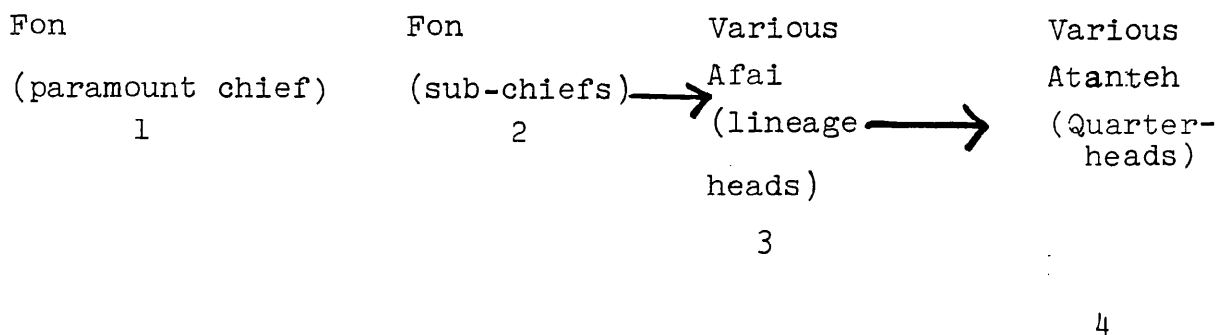 Fon
(paramount chief)
1
Fon
(sub-chiefs)
2
Various
Afai
(lineage
heads)
3
Various
Atanteh
(Quarter-
heads)
4